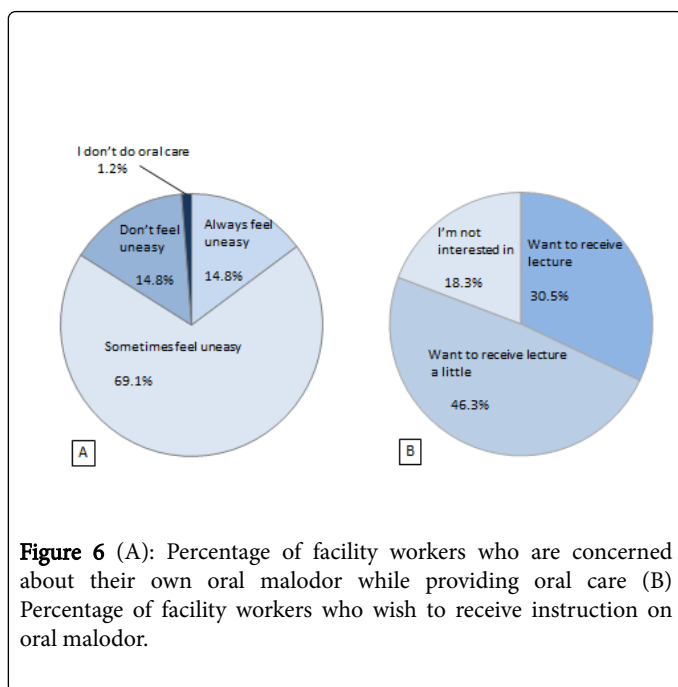 I don't do oral care
1.2%
Don't feel
uneasy
14.8%
Always feel
uneasy
14.8%
Sometimes feel uneasy
69.1%
A
I'm not
interested in
18.3%
Want to receive
lecture
30.5%
Want to receive lecture
a little
46.3%
B
Figure 6 (A): Percentage of facility workers who are concerned
about their own oral malodor while providing oral care (B)
Percentage of facility workers who wish to receive instruction on
oral malodor.